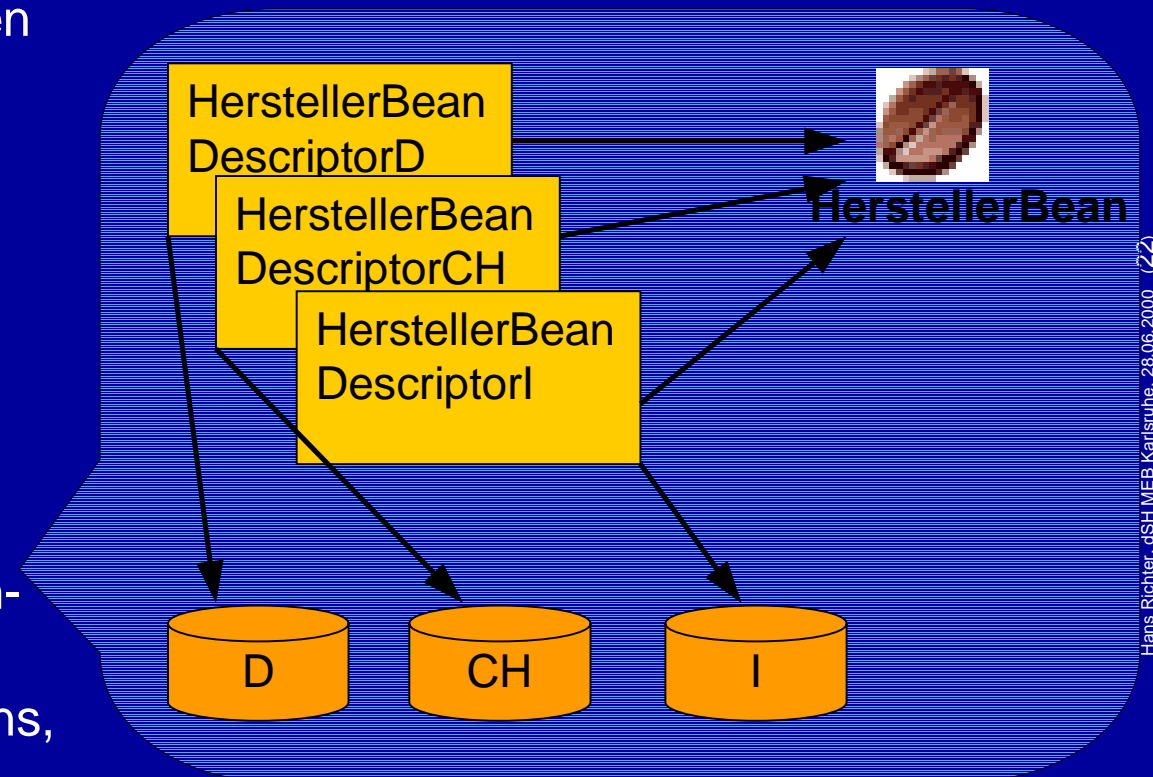 HerstellerBean
DescriptorD
HerstellerBean
DescriptorCH
HerstellerBean
DescriptorI
HerstellerBean
D
CH
I
Hans Richter, dSH MEB Karlsruhe, 28.06.2000 (22)